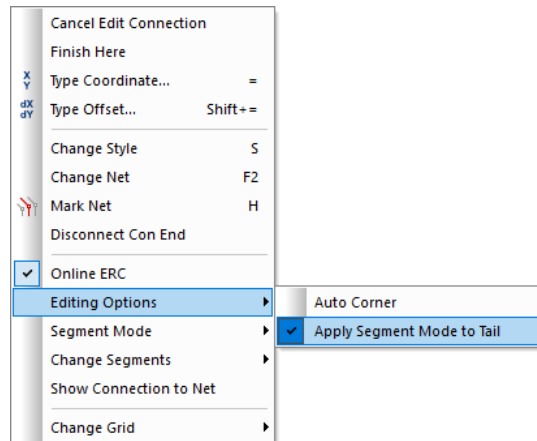 Cancel Edit Connection
Finish Here
X
Y
Type Coordinate... =
dX
dY
Type Offset... Shift+=
Change Style S
Change Net F2
Mark Net H
Disconnect Con End
Online ERC
Editing Options
Auto Corner
Segment Mode
Apply Segment Mode to Tail
Change Segments
Show Connection to Net
Change Grid